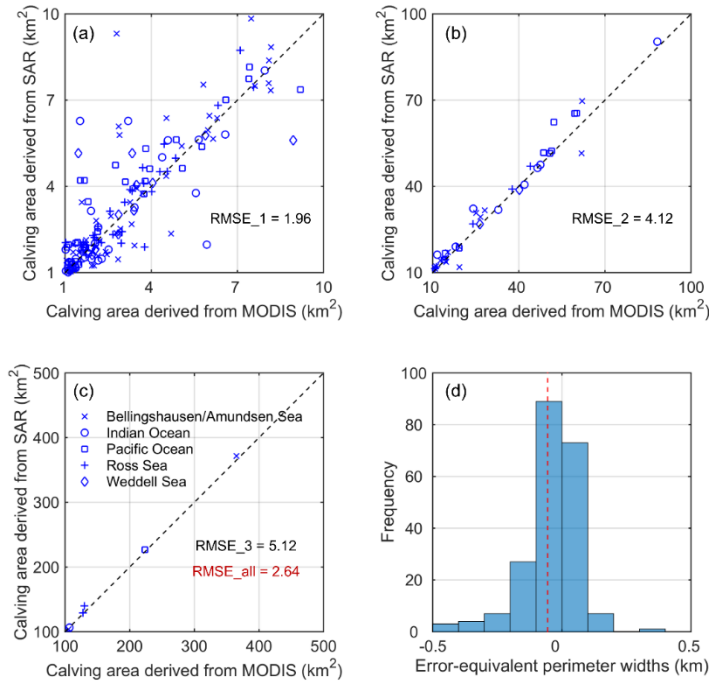 (a)
Calving area derived from SAR (km²)
10
7
4
1
1 4 7 10
RMSE_1 = 1.96
Calving area derived from MODIS (km²)
(b)
Calving area derived from SAR (km²)
100
70
40
10
10 40 70 100
RMSE_2 = 4.12
Calving area derived from MODIS (km²)
(c)
Calving area derived from SAR (km²)
500
400
300
200
100
100 200 300 400 500
Bellingshausen/Amundsen Sea
Indian Ocean
Pacific Ocean
Ross Sea
Weddell Sea
RMSE_3 = 5.12
RMSE_all = 2.64
Calving area derived from MODIS (km²)
(d)
Frequency
100
80
60
40
20
0
-0.5 0 0.5
Error-equivalent perimeter widths (km)